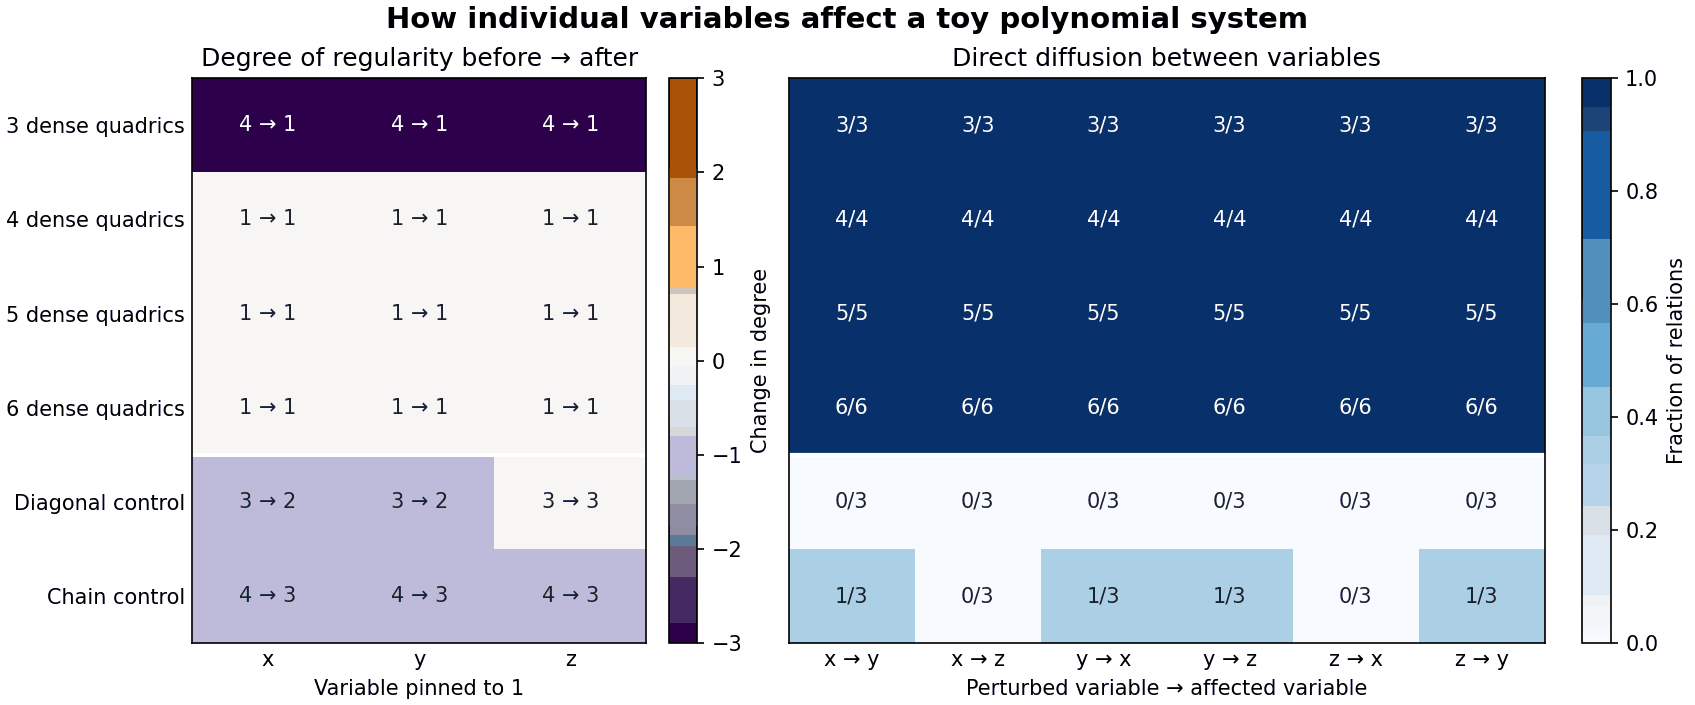 How individual variables affect a toy polynomial system
Degree of regularity before → after
3 dense quadrics
4 dense quadrics
5 dense quadrics
6 dense quadrics
Diagonal control
Chain control
4 → 1 4 → 1 4 → 1
1 → 1 1 → 1 1 → 1
1 → 1 1 → 1 1 → 1
1 → 1 1 → 1 1 → 1
3 → 2 3 → 2 3 → 3
4 → 3 4 → 3 4 → 3
x y z
Variable pinned to 1
3
2
1
0
−1
−2
−3
Change in degree
Direct diffusion between variables
3/3 3/3 3/3 3/3 3/3 3/3
4/4 4/4 4/4 4/4 4/4 4/4
5/5 5/5 5/5 5/5 5/5 5/5
6/6 6/6 6/6 6/6 6/6 6/6
0/3 0/3 0/3 0/3 0/3 0/3
1/3 0/3 1/3 1/3 0/3 1/3
x → y x → z y → x y → z z → x z → y
Perturbed variable → affected variable
1.0
0.8
0.6
0.4
0.2
0.0
Fraction of relations